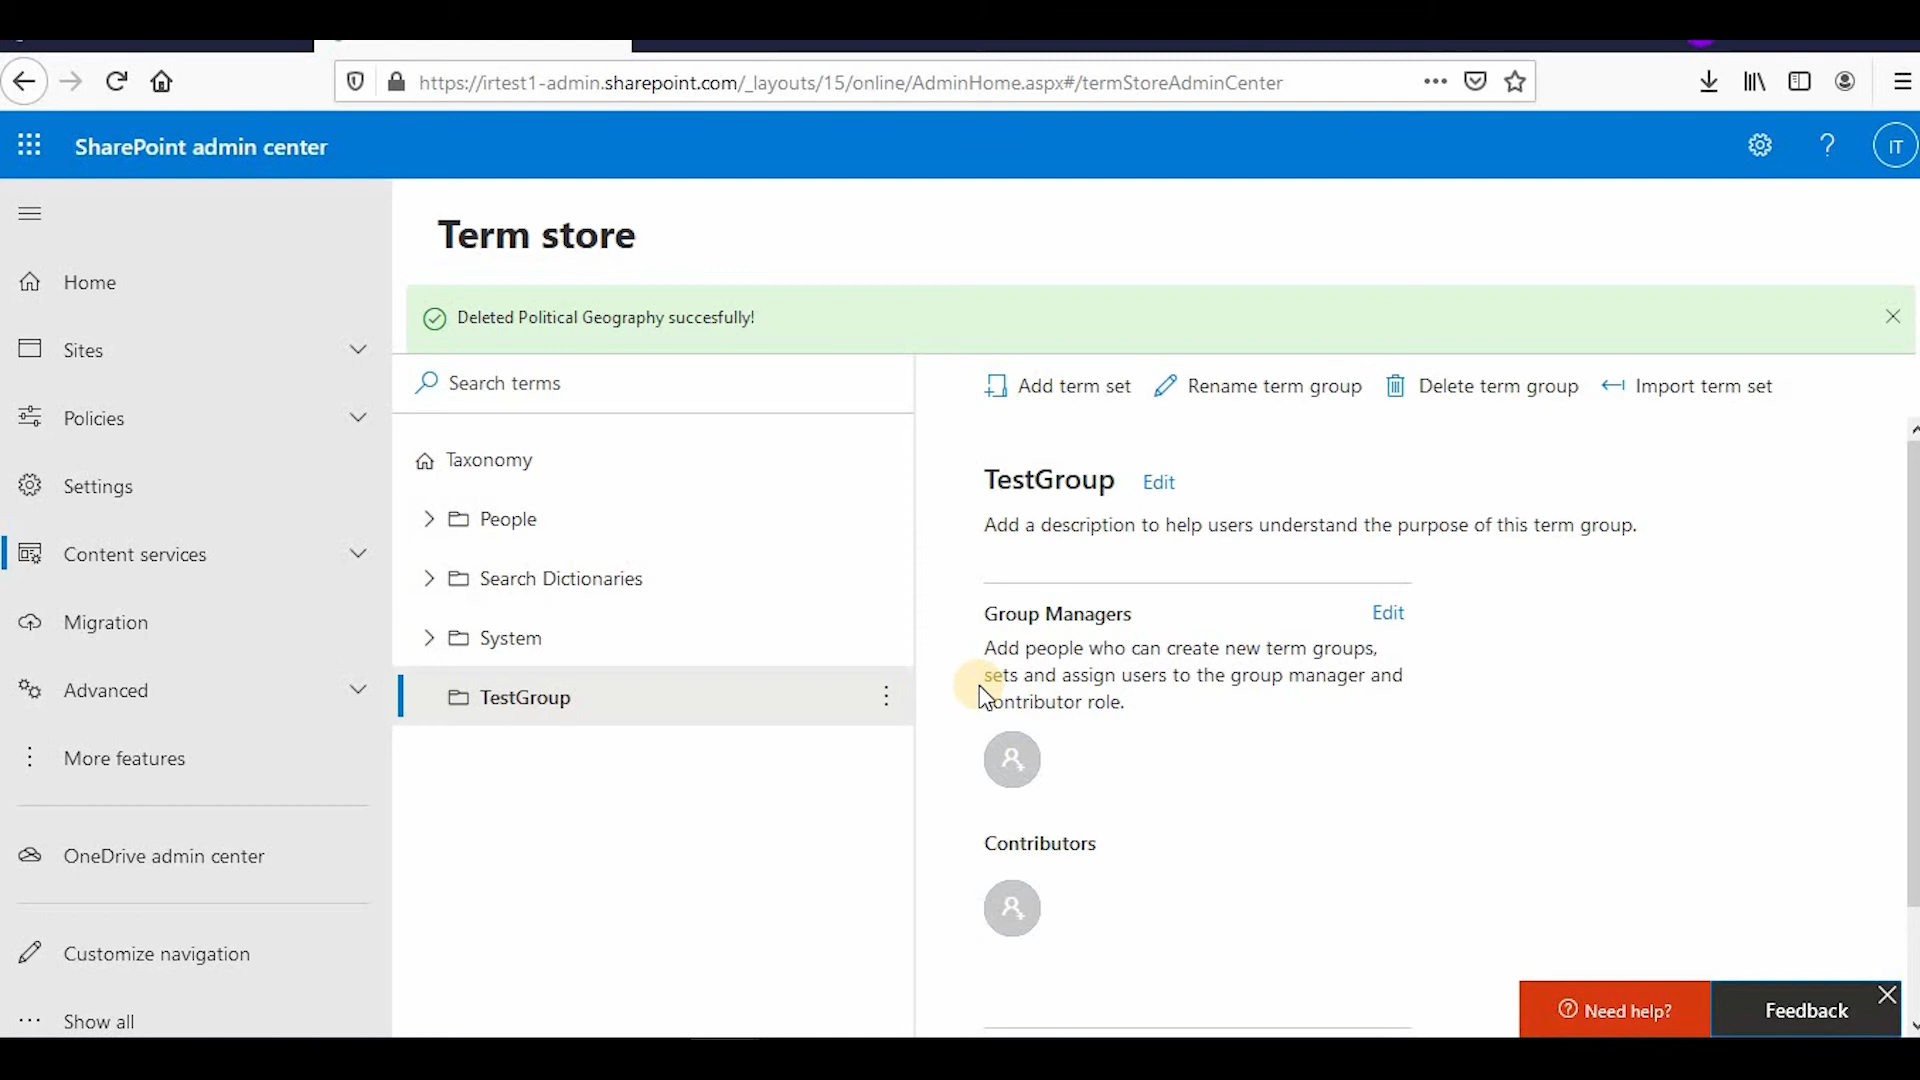 https://irtest1-admin.sharepoint.com/_layouts/15/online/AdminHome.aspx#/termStoreAdminCenter
SharePoint admin center
IT
Home
Sites
Policies
Settings
Content services
Migration
Advanced
More features
OneDrive admin center
Customize navigation
Show all
Term store
Deleted Political Geography succesfully!
Search terms
Taxonomy
People
Search Dictionaries
System
TestGroup
Add term set
Rename term group
Delete term group
Import term set
TestGroup Edit
Add a description to help users understand the purpose of this term group.
Group Managers Edit
Add people who can create new term groups,
sets and assign users to the group manager and
contributor role.
Contributors
Need help?
Feedback